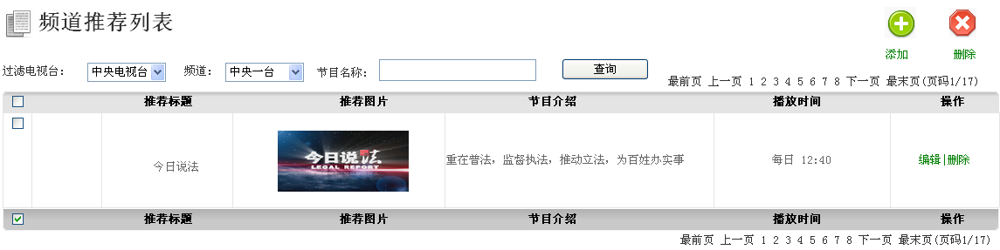 频道推荐列表
添加 删除
过滤电视台： 中央电视台 频道： 中央一台 节目名称： 查询
最前页 上一页 1 2 3 4 5 6 7 8 下一页 最末页(页码1/17)
推荐标题 推荐图片 节目介绍 播放时间 操作
今日说法 今日说法 LEGAL REPORT 重在普法，监督执法，推动立法，为百姓办实事 每日 12:40 编辑|删除
推荐标题 推荐图片 节目介绍 播放时间 操作
最前页 上一页 1 2 3 4 5 6 7 8 下一页 最末页(页码1/17)